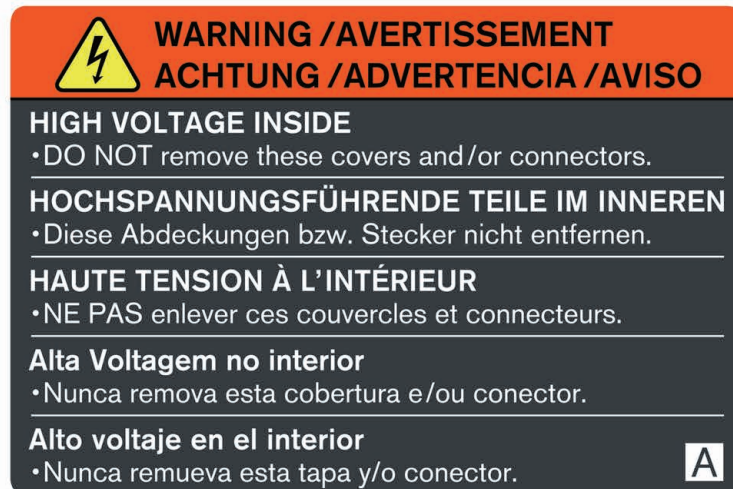 WARNING / AVERTISSEMENT
ACHTUNG / ADVERTENCIA / AVISO
HIGH VOLTAGE INSIDE
•DO NOT remove these covers and/or connectors.
HOCHSPANNUNGSFÜHRENDE TEILE IM INNEREN
•Diese Abdeckungen bzw. Stecker nicht entfernen.
HAUTE TENSION À L'INTÉRIEUR
•NE PAS enlever ces couvercles et connecteurs.
Alta Voltagem no interior
•Nunca remova esta cobertura e/ou conector.
Alto voltaje en el interior
•Nunca remueva esta tapa y/o conector.
A